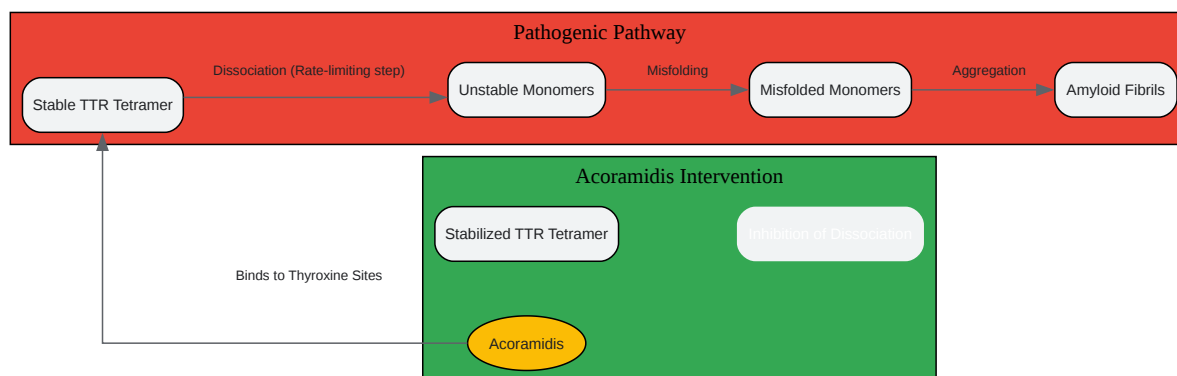 Pathogenic Pathway
Dissociation (Rate-limiting step)
Misfolding
Aggregation
Stable TTR Tetramer
Unstable Monomers
Misfolded Monomers
Amyloid Fibrils
Acoramidis Intervention
Stabilized TTR Tetramer
Inhibition of Dissociation
Binds to Thyroxine Sites
Acoramidis